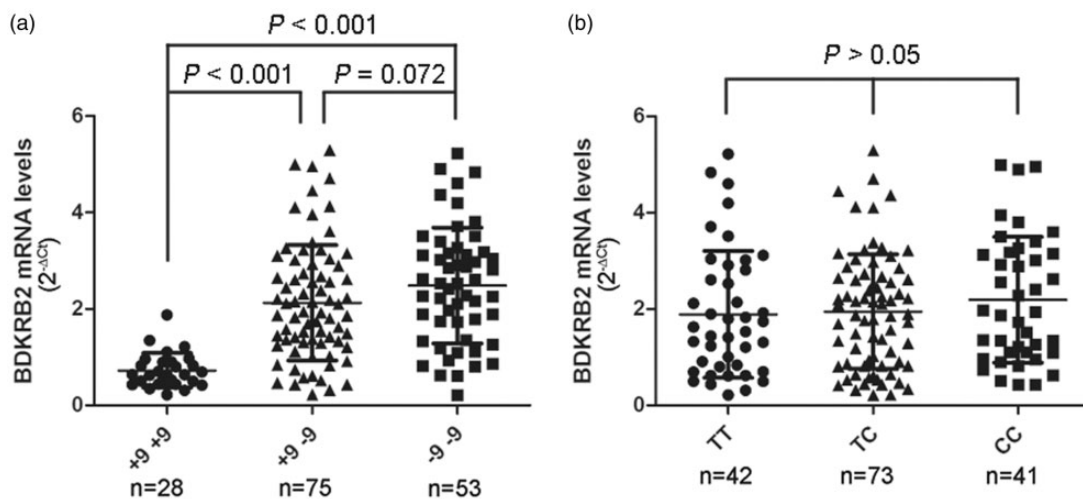 (a)
P < 0.001
P < 0.001
P = 0.072
BDKRB2 mRNA levels
(2-ΔCt)
6
4
2
0
+9 +9
+9 -9
-9 -9
n=28
n=75
n=53
(b)
P > 0.05
BDKRB2 mRNA levels
(2-ΔCt)
6
4
2
0
TT
TC
CC
n=42
n=73
n=41